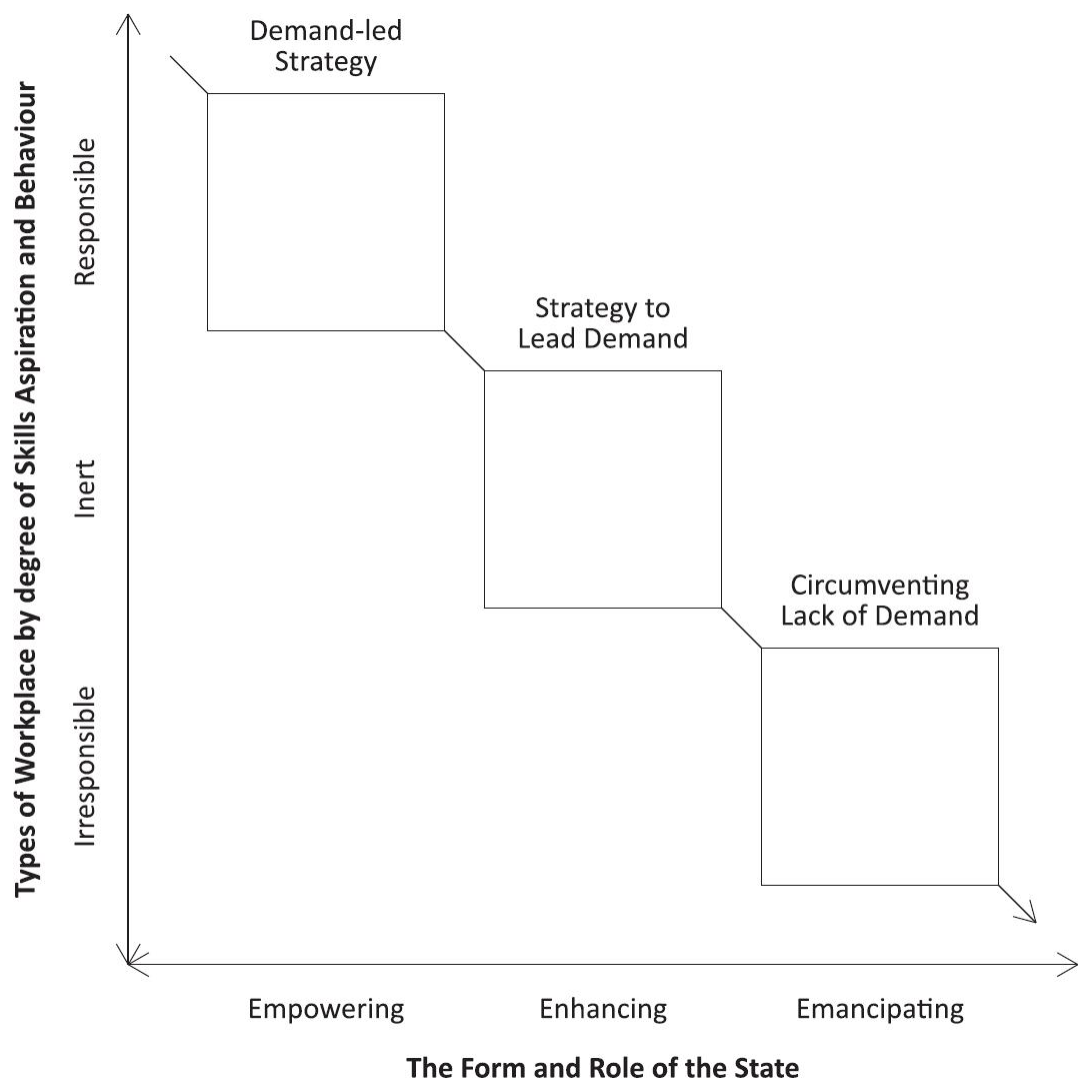 Demand-led
Strategy
Types of Workplace by degree of Skills Aspiration and Behaviour
Responsible
Strategy to
Lead Demand
Inert
Circumventing
Lack of Demand
Irresponsible
Empowering
Enhancing
Emancipating
The Form and Role of the State